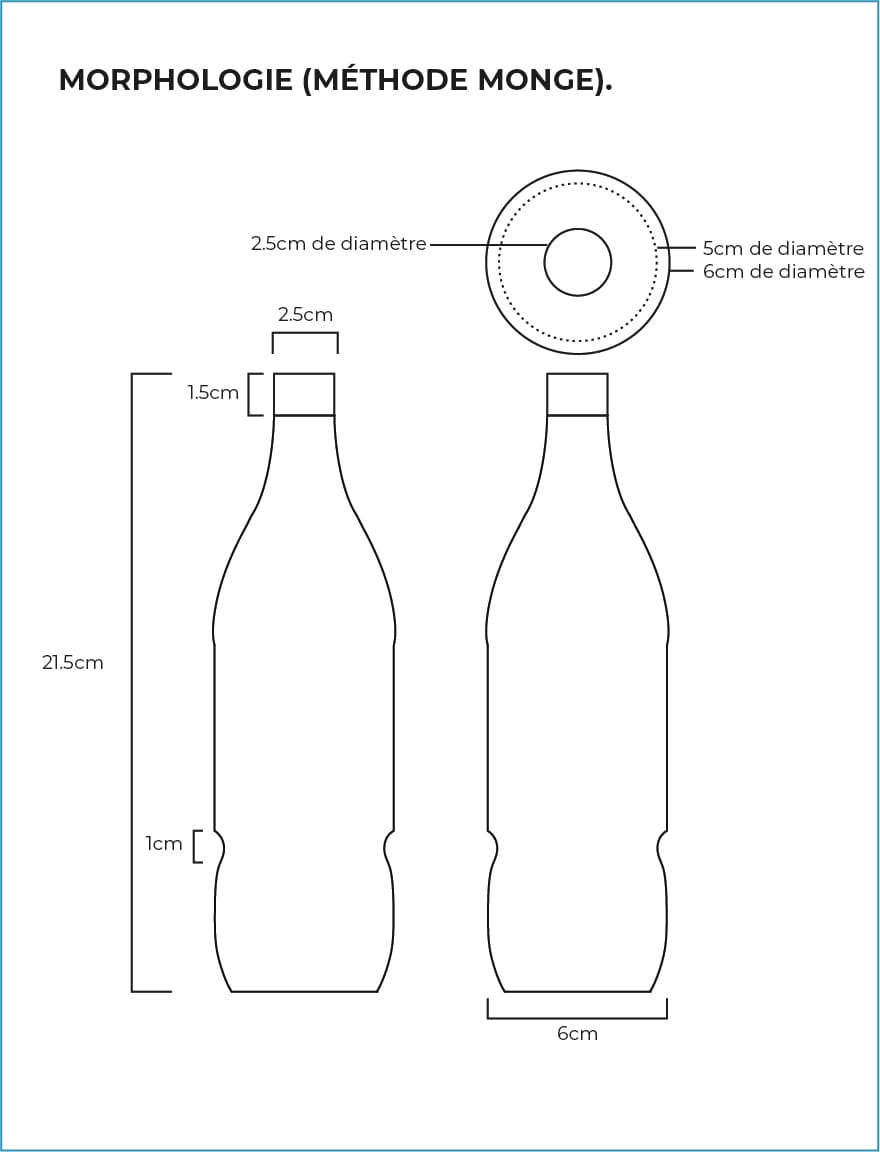 MORPHOLOGIE (MÉTHODE MONGE).
2.5cm de diamètre
5cm de diamètre
6cm de diamètre
2.5cm
1.5cm
21.5cm
1cm
6cm